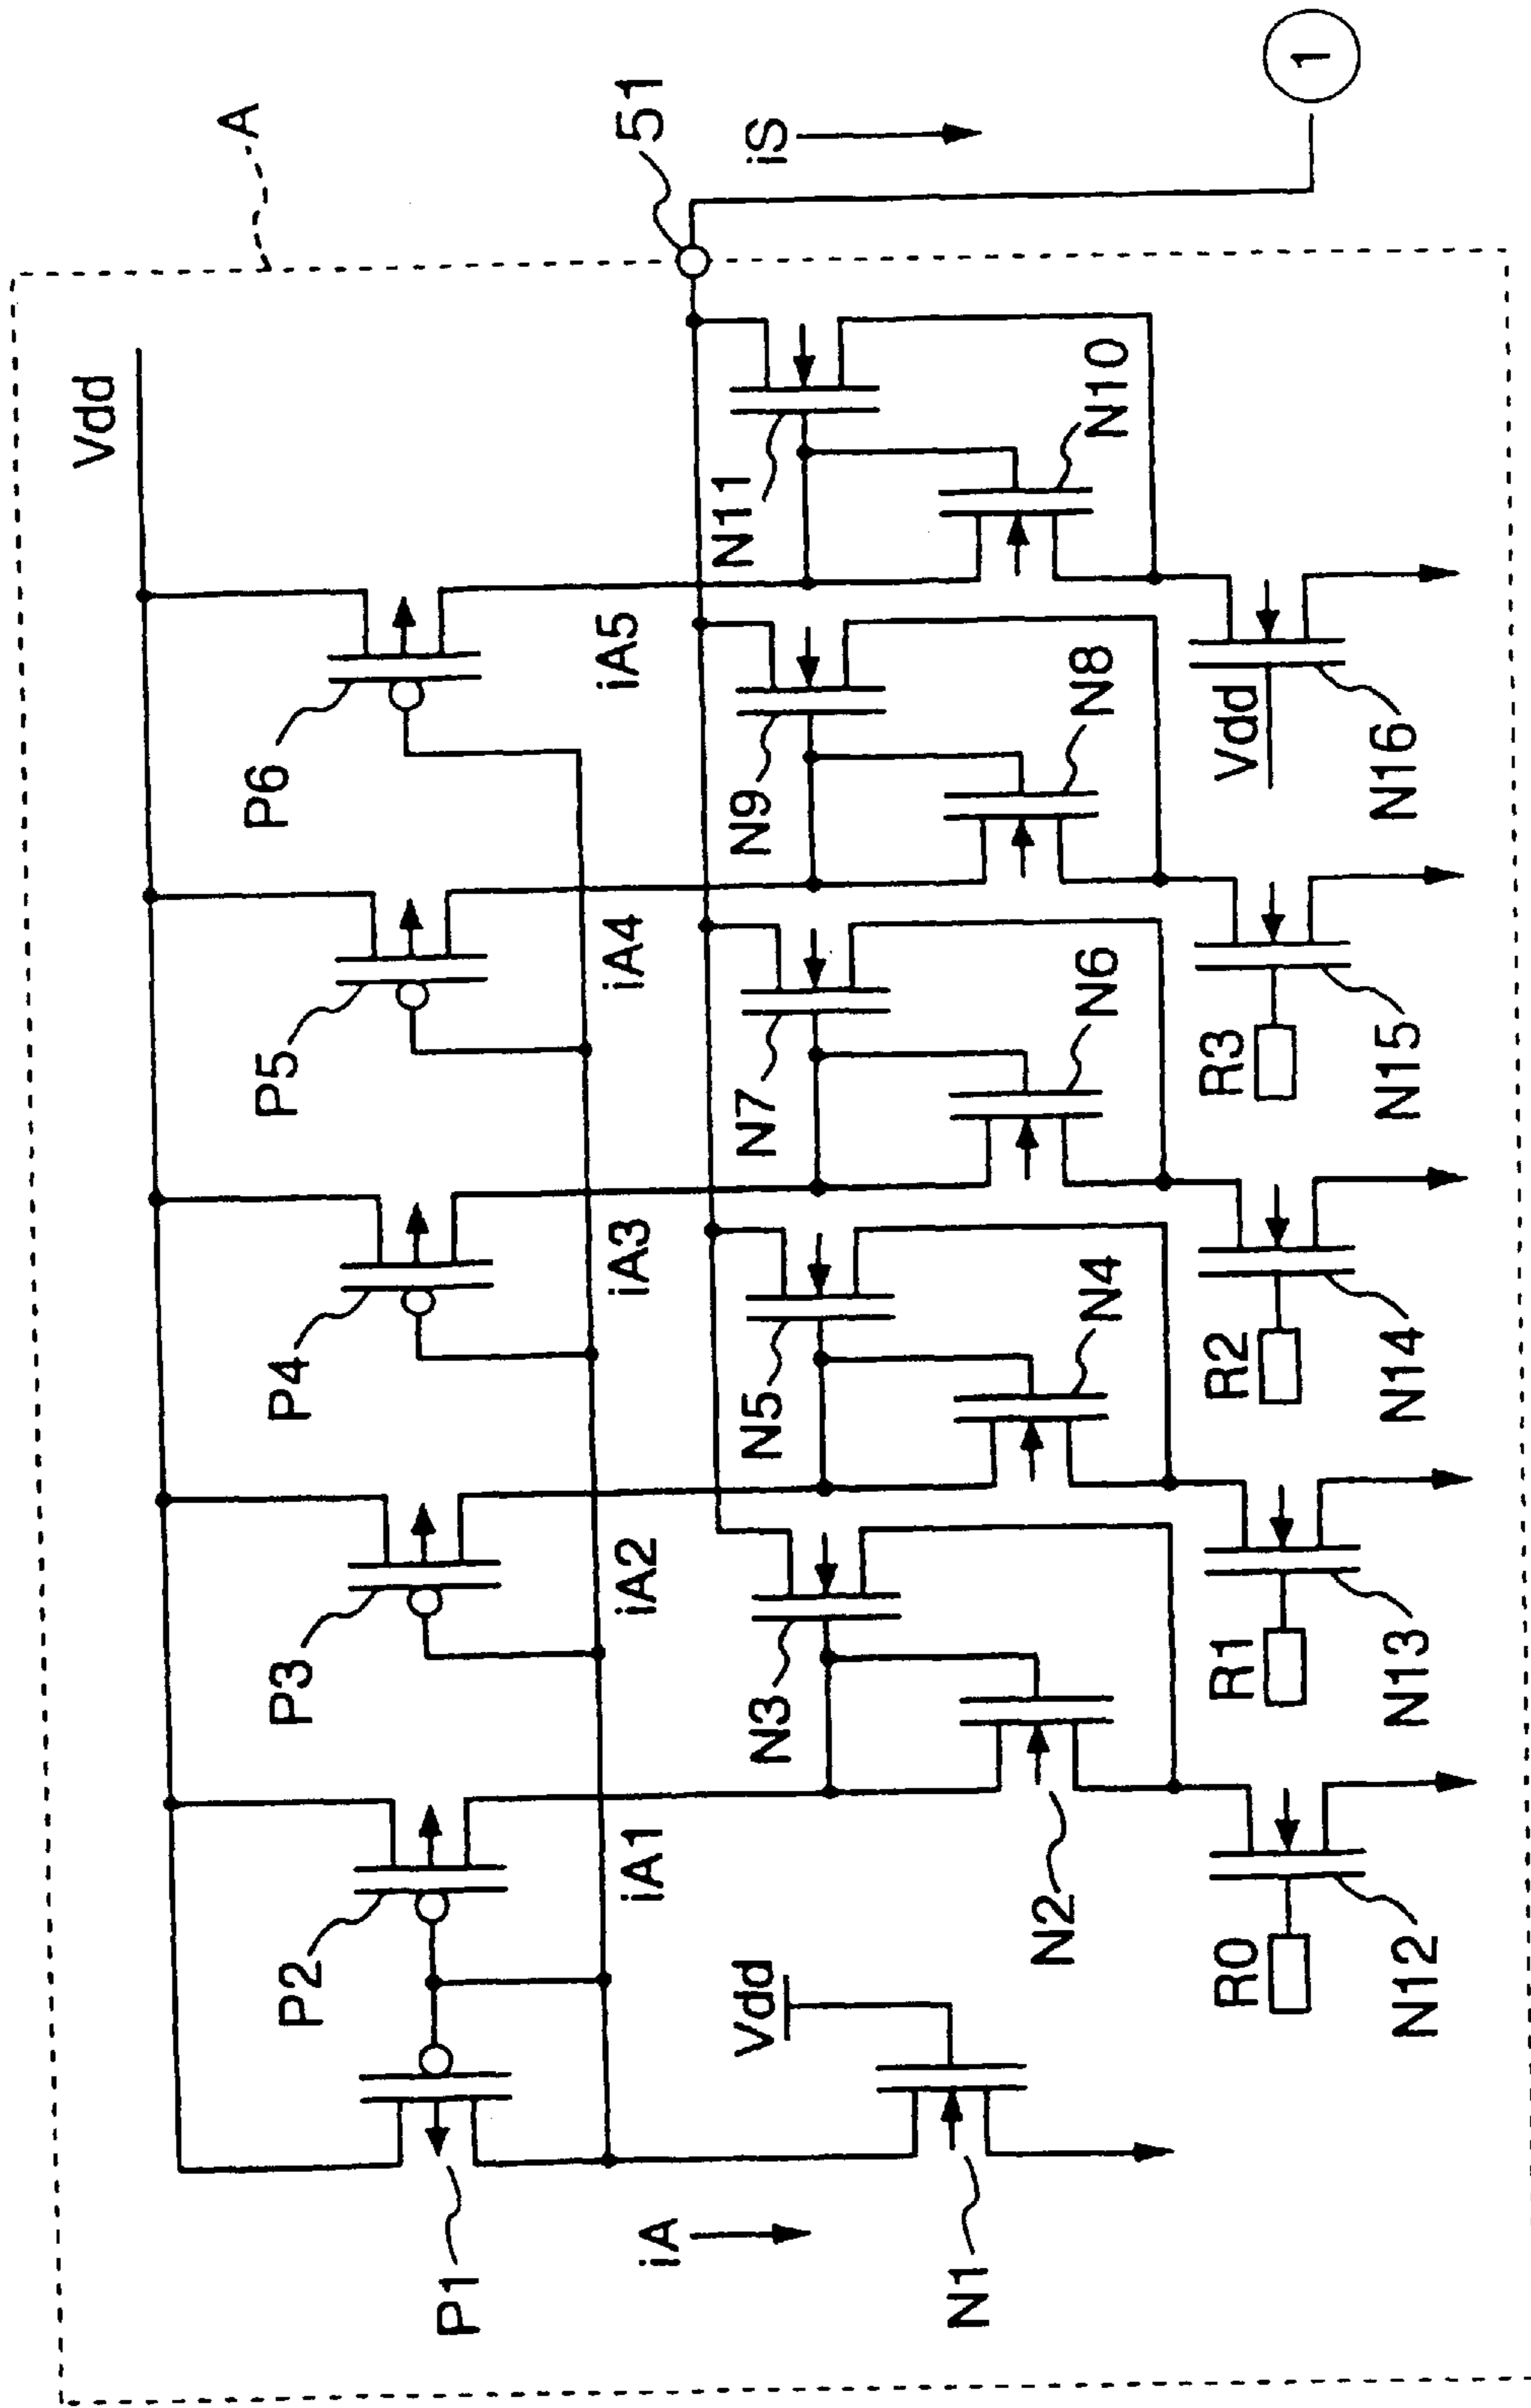 A
Vdd
51
iS
1
P1
P2
P3
P4
P5
P6
iA
iA1
iA2
iA3
iA4
iA5
Vdd
N3
N5
N7
N9
N11
N1
N2
N4
N6
N8
N10
R0
R1
R2
R3
Vdd
N12
N13
N14
N15
N16